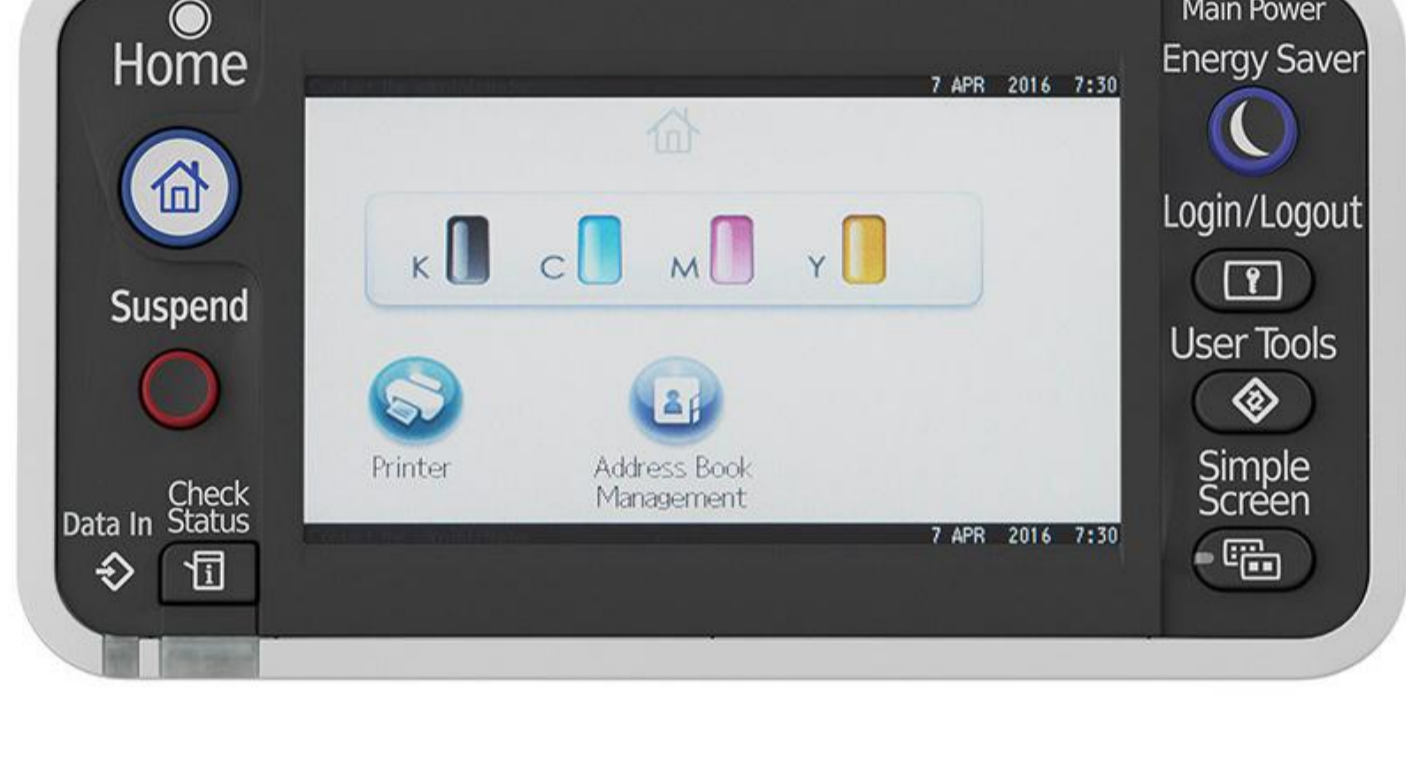 Home
Suspend
Check
Data In Status
7 APR 2016 7:30
K C M Y
Printer
Address Book
Management
7 APR 2016 7:30
Main Power
Energy Saver
Login/Logout
User Tools
Simple
Screen